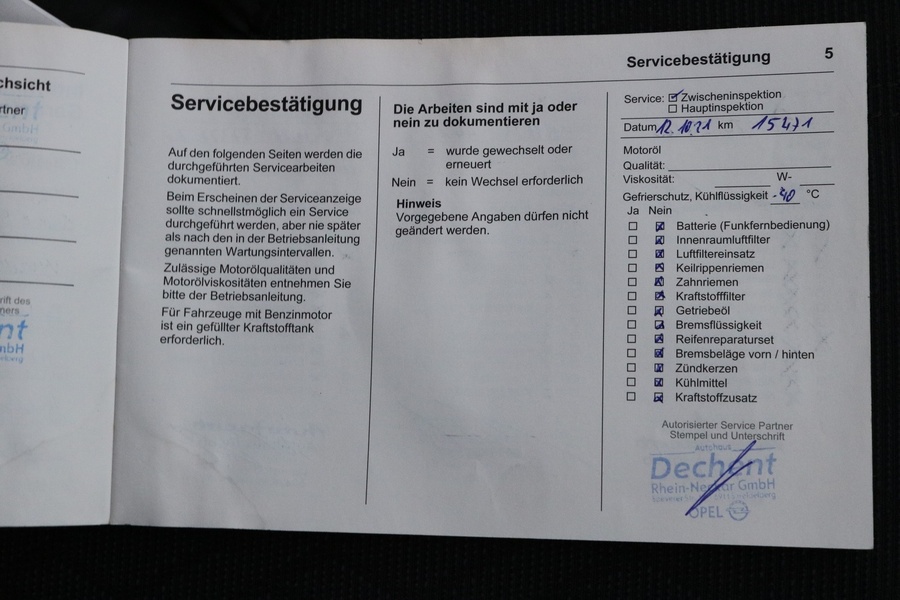 chsicht
rtner
GmbH
rift des
ners
nt
mbH
Servicebestätigung
Auf den folgenden Seiten werden die
durchgeführten Servicearbeiten
dokumentiert.
Beim Erscheinen der Serviceanzeige
sollte schnellstmöglich ein Service
durchgeführt werden, aber nie später
als nach den in der Betriebsanleitung
genannten Wartungsintervallen.
Zulässige Motorölqualitäten und
Motorölviskositäten entnehmen Sie
bitte der Betriebsanleitung.
Für Fahrzeuge mit Benzinmotor
ist ein gefüllter Kraftstofftank
erforderlich.
Die Arbeiten sind mit ja oder
nein zu dokumentieren
Ja = wurde gewechselt oder
erneuert
Nein = kein Wechsel erforderlich
Hinweis
Vorgegebene Angaben dürfen nicht
geändert werden.
Servicebestätigung 5
Service: Zwischeninspektion
Hauptinspektion
Datum 12.10.21 km 15471
Motoröl
Qualität:
Viskosität: W-
Gefrierschutz, Kühlflüssigkeit -40 °C
Ja Nein
Batterie (Funkfernbedienung)
Innenraumluftfilter
Luftfiltereinsatz
Keilrippenriemen
Zahnriemen
Kraftstofffilter
Getriebeöl
Bremsflüssigkeit
Reifenreparaturset
Bremsbeläge vorn / hinten
Zündkerzen
Kühlmittel
Kraftstoffzusatz
Autorisierter Service Partner
Stempel und Unterschrift
Autohaus
Dechent
Rhein-Neckar GmbH
OPEL